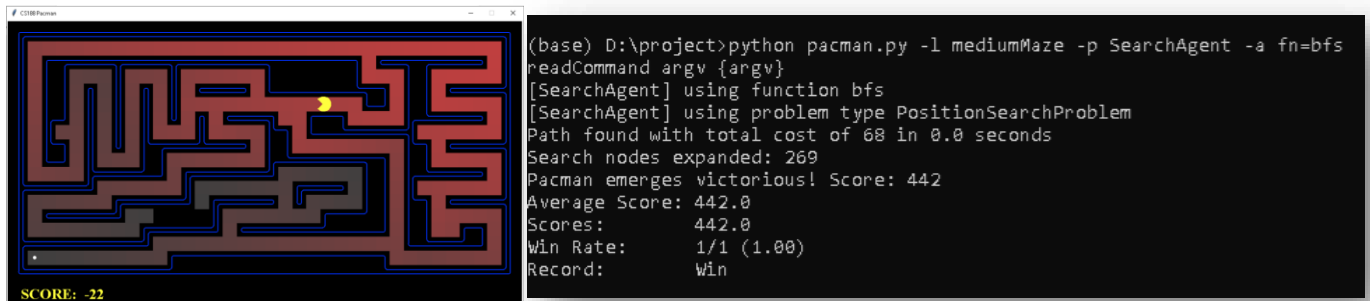 CS188 Pacman
SCORE: -22
(base) D:\project>python pacman.py -l mediumMaze -p SearchAgent -a fn=bfs
readCommand argv {argv}
[SearchAgent] using function bfs
[SearchAgent] using problem type PositionSearchProblem
Path found with total cost of 68 in 0.0 seconds
Search nodes expanded: 269
Pacman emerges victorious! Score: 442
Average Score: 442.0
Scores:        442.0
Win Rate:      1/1 (1.00)
Record:        Win